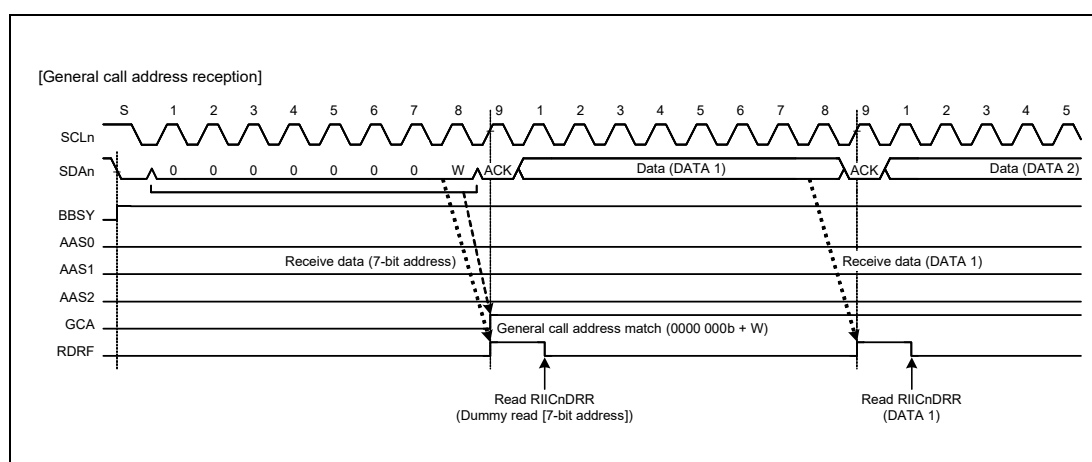 [General call address reception]
S 1 2 3 4 5 6 7 8 9 1 2 3 4 5 6 7 8 9 1 2 3 4 5
SCLn
SDAn 0 0 0 0 0 0 0 W ACK Data (DATA 1) ACK Data (DATA 2)
BBSY
AAS0
Receive data (7-bit address) Receive data (DATA 1)
AAS1
AAS2
GCA
General call address match (0000 000b + W)
RDRF
Read RIICnDRR
(Dummy read [7-bit address])
Read RIICnDRR
(DATA 1)